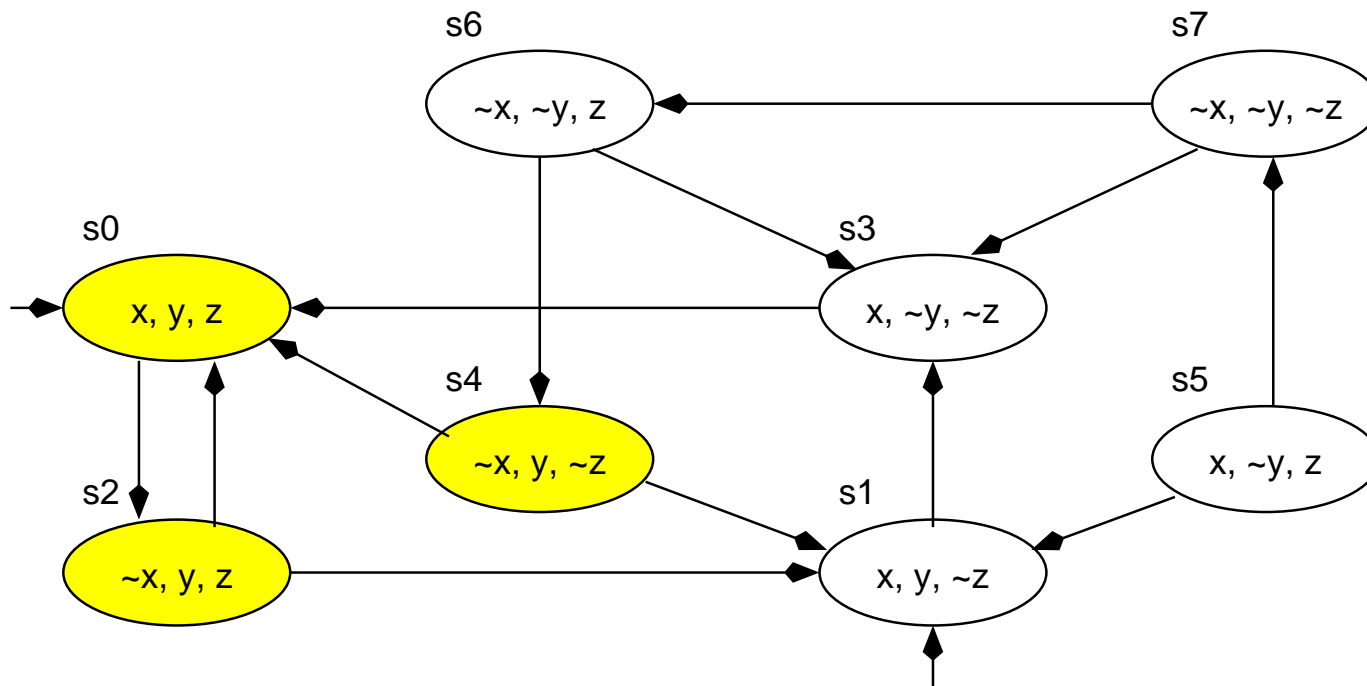 s6
s7
~x, ~y, z
~x, ~y, ~z
s0
s3
x, y, z
x, ~y, ~z
s4
s5
~x, y, ~z
x, ~y, z
s2
s1
~x, y, z
x, y, ~z